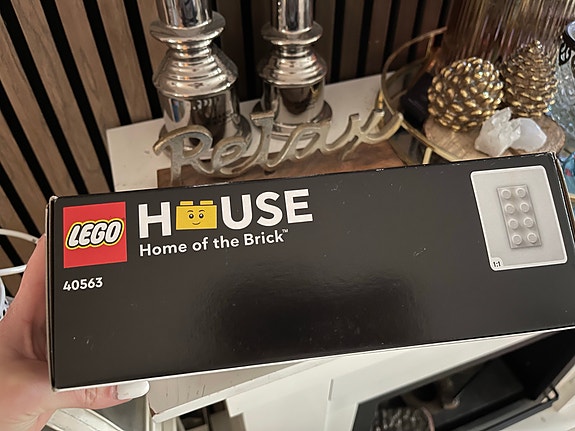 Relax
LEGO
HOUSE
Home of the Brick™
40563
1:1